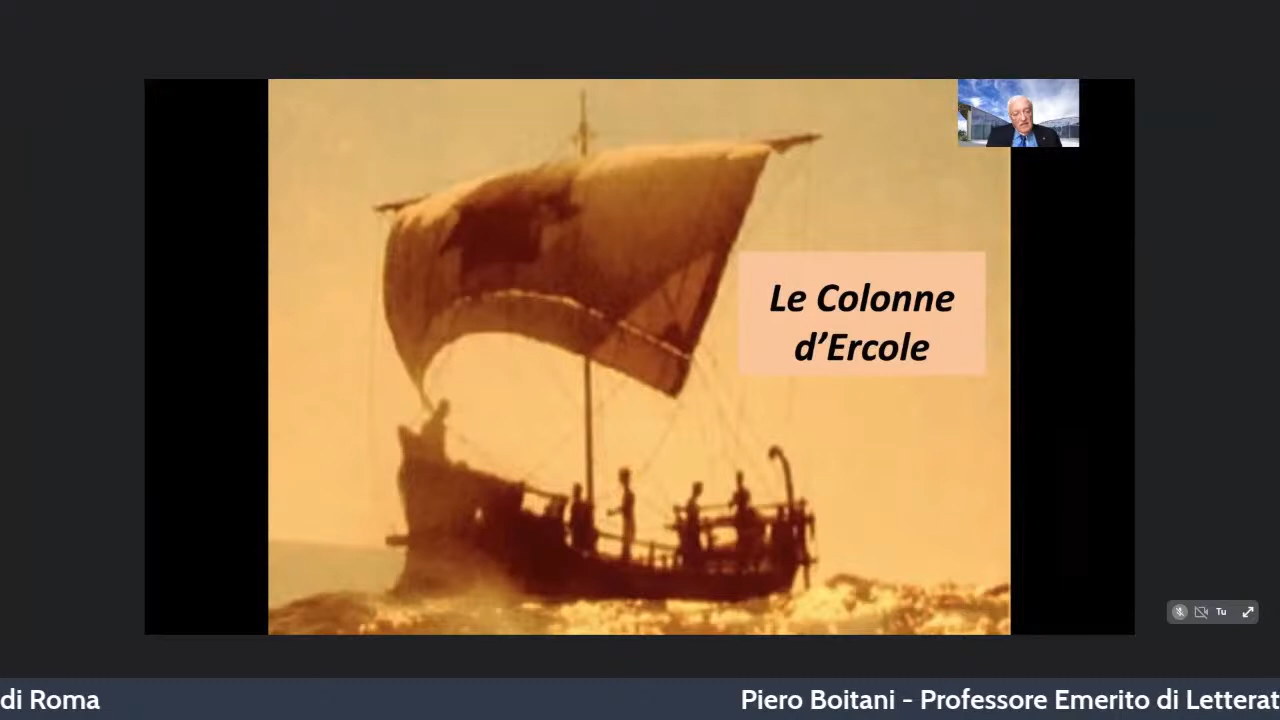 Le Colonne
d’Ercole
Tu
di Roma
Piero Boitani - Professore Emerito di Letterat